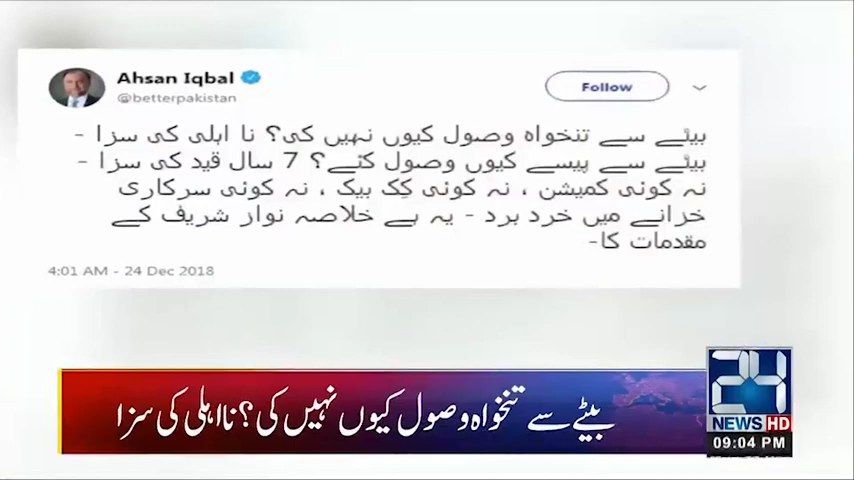 Ahsan Iqbal
@betterpakistan
Follow
بیٹے سے تنخواہ وصول کیوں نہیں کی؟ نا اہلی کی سزا -
بیٹے سے پیسے کیوں وصول کئے؟ 7 سال قید کی سزا -
نہ کوئی کمیشن ، نہ کوئی کِک بیک ، نہ کوئی سرکاری
خزانے میں خرد برد - یہ ہے خلاصہ نواز شریف کے
مقدمات کا-
4:01 AM - 24 Dec 2018
بیٹے سے تنخواہ وصول کیوں نہیں کی؟ نااہلی کی سزا
24
NEWS HD
09:04 PM